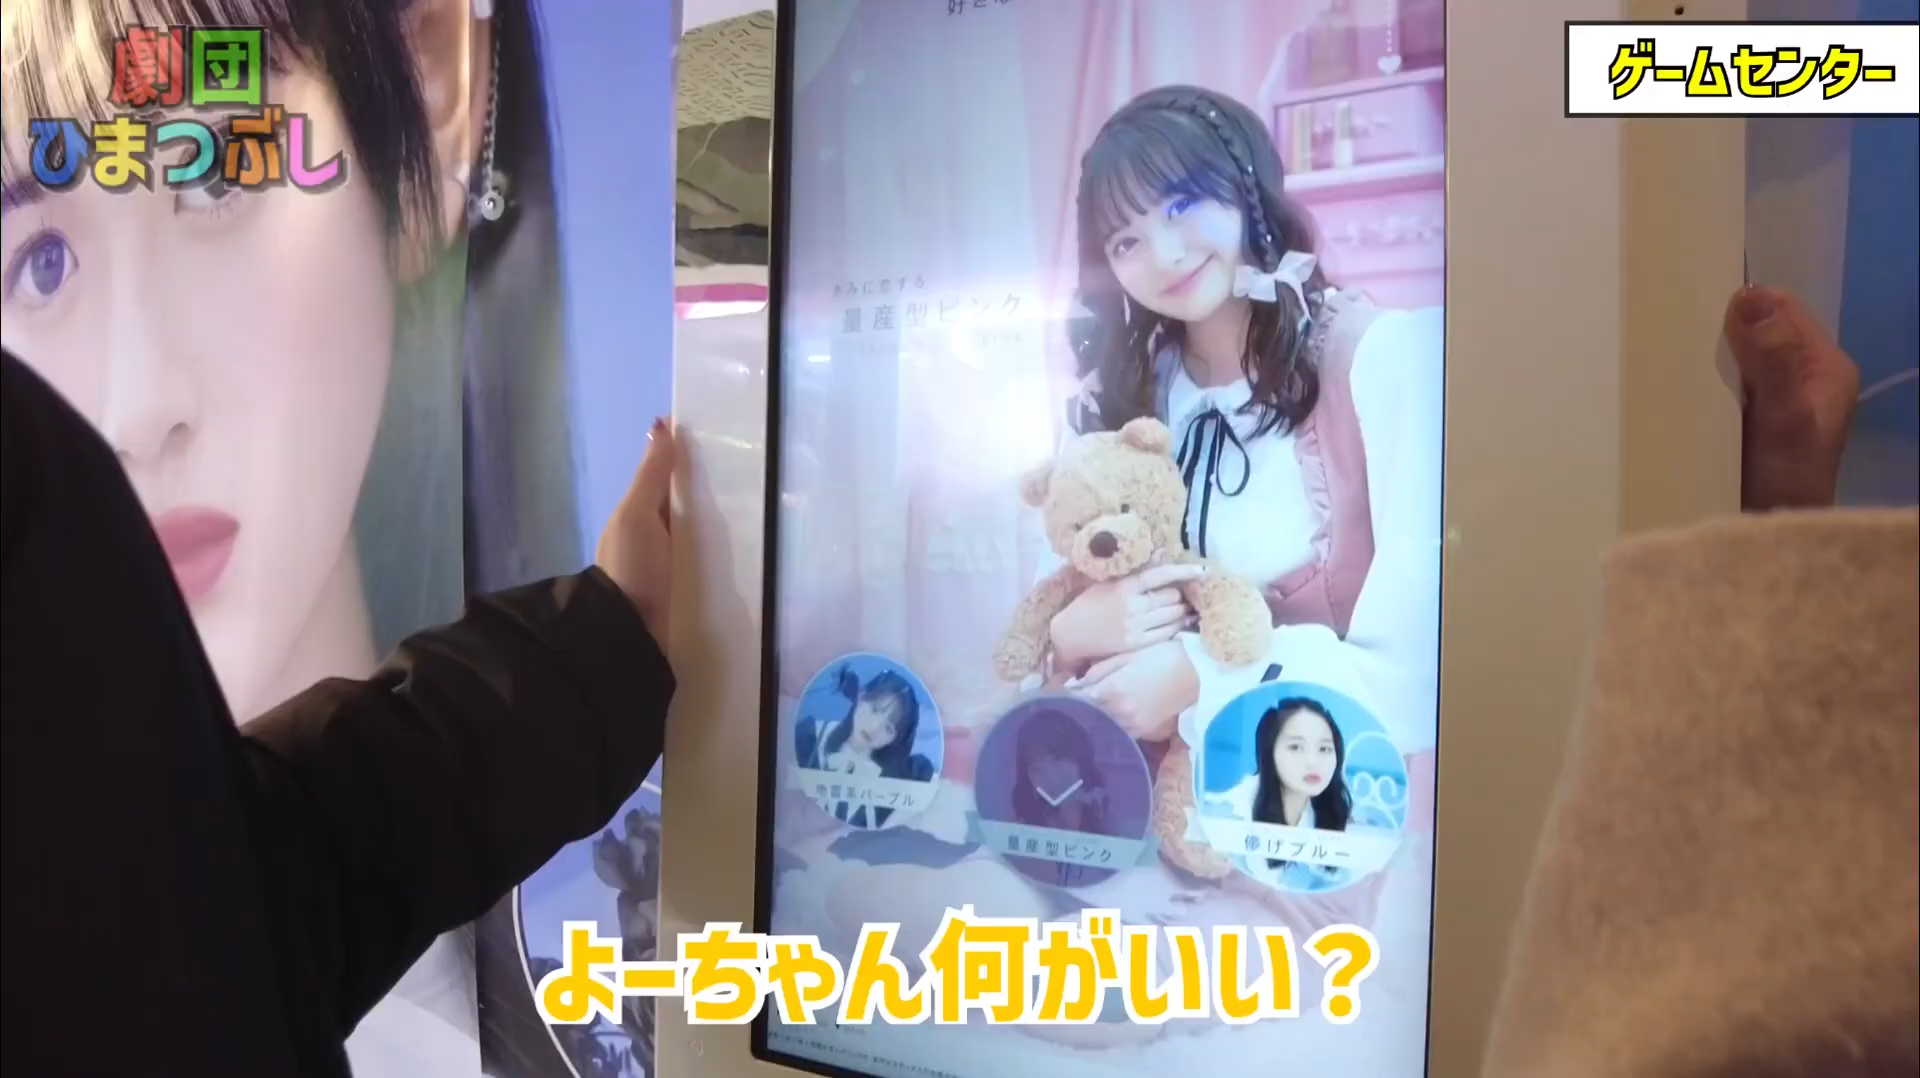 劇団
ひまつぶし
ゲームセンター
きみに恋する
量産型ピンク
地雷系パープル
量産型ピンク
儚げブルー
よーちゃん何がいい？